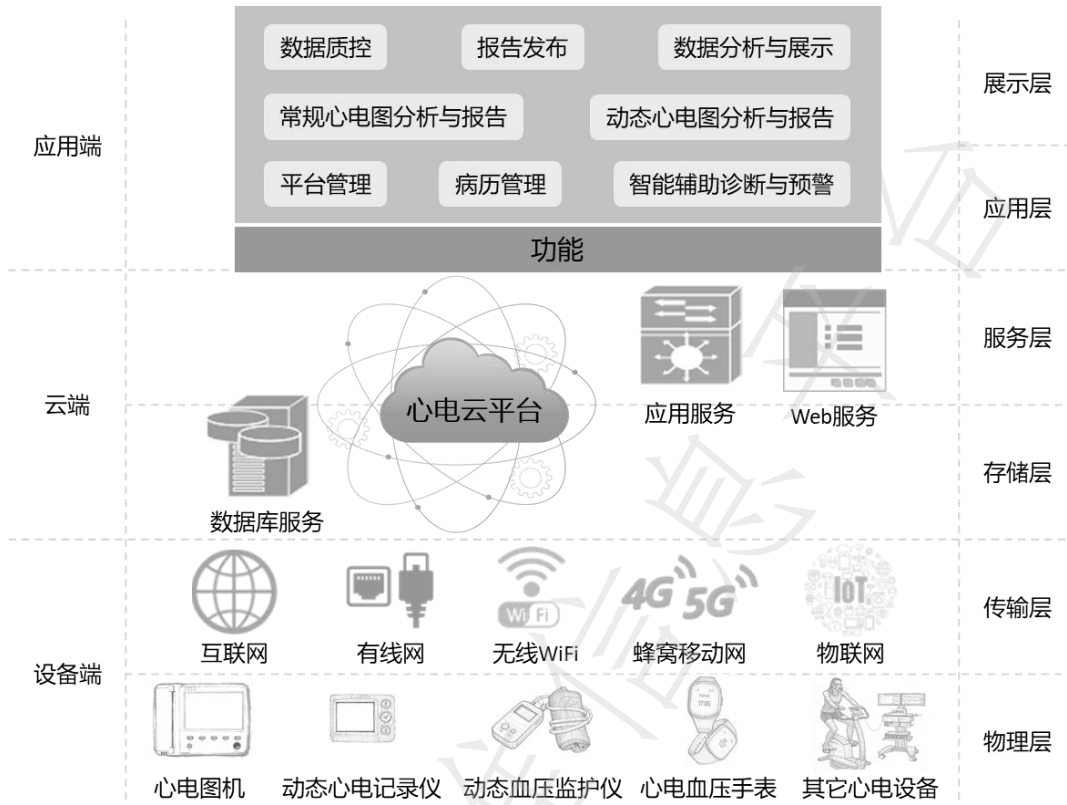 数据质控
报告发布
数据分析与展示
展示层
常规心电图分析与报告
动态心电图分析与报告
应用端
平台管理
病历管理
智能辅助诊断与预警
应用层
功能
服务层
云端
心电云平台
应用服务
Web服务
存储层
数据库服务
4G
5G
IoT
WiFi
传输层
互联网
有线网
无线WiFi
蜂窝移动网
物联网
设备端
物理层
心电图机
动态心电记录仪
动态血压监护仪
心电血压手表
其它心电设备